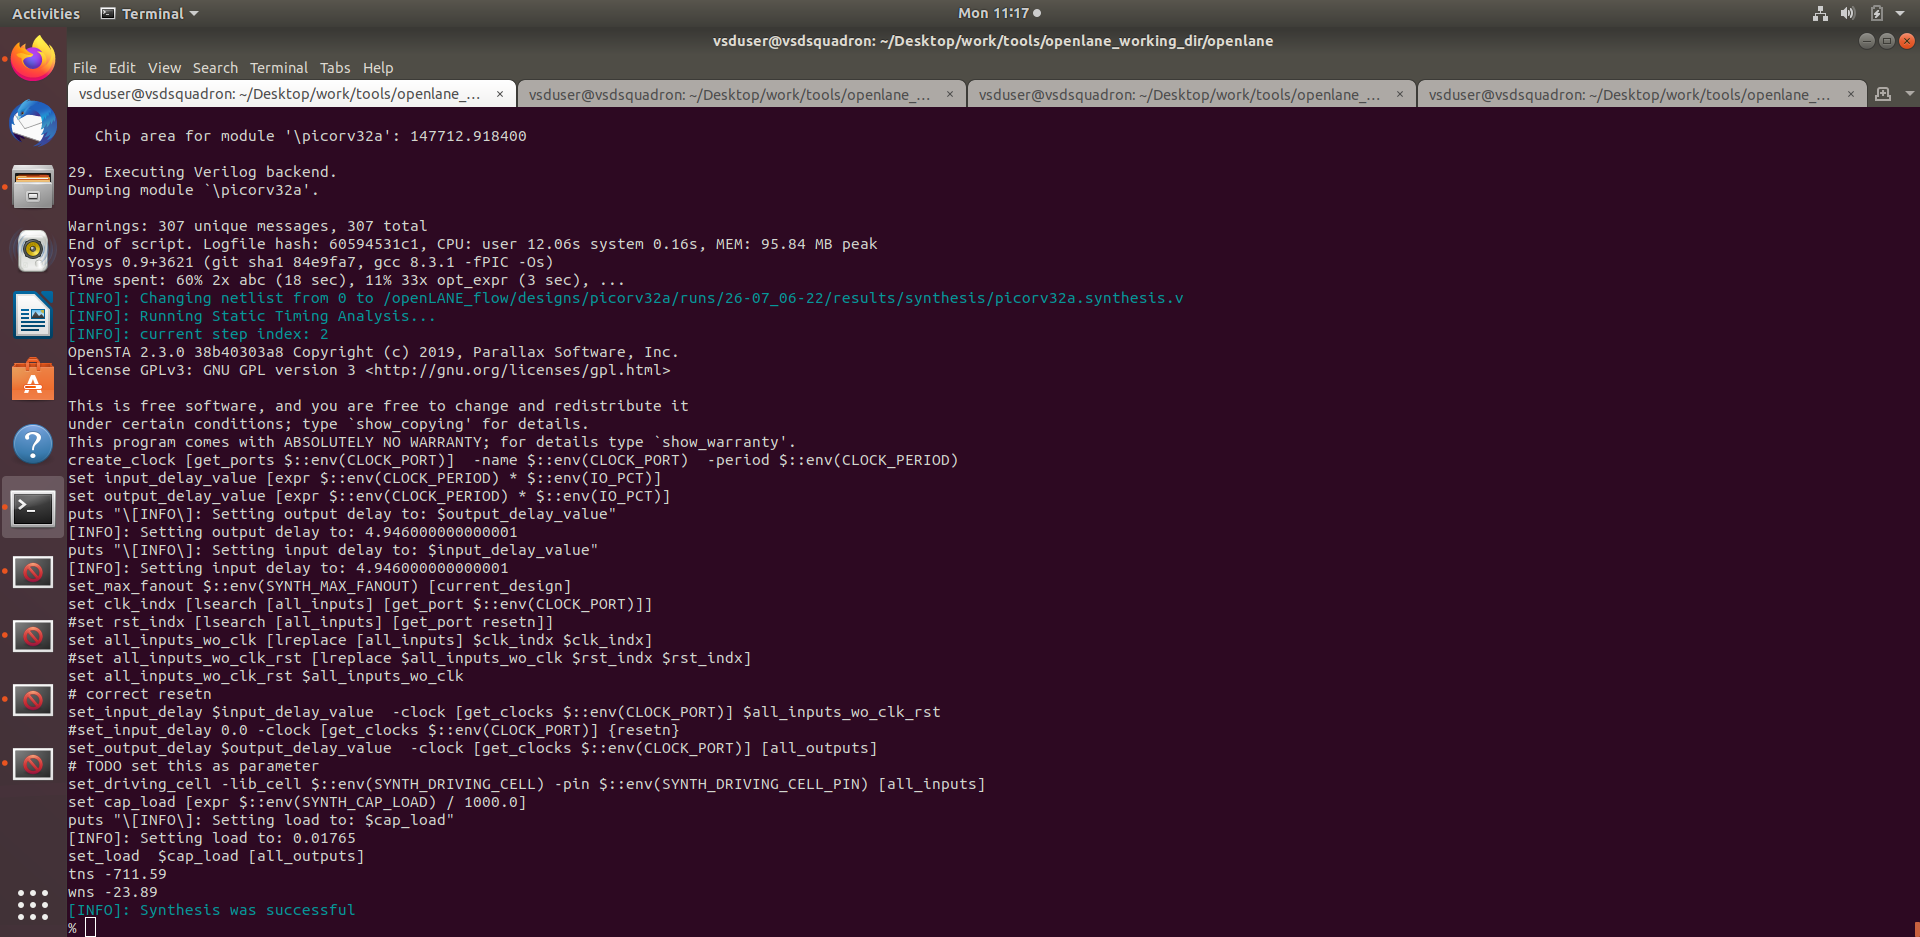 Activities
Terminal
Mon 11:17
vsduser@vsdsquadron: ~/Desktop/work/tools/openlane_working_dir/openlane
File Edit View Search Terminal Tabs Help
vsduser@vsdsquadron: ~/Desktop/work/tools/openlane_... × vsduser@vsdsquadron: ~/Desktop/work/tools/openlane_... × vsduser@vsdsquadron: ~/Desktop/work/tools/openlane_... × vsduser@vsdsquadron: ~/Desktop/work/tools/openlane_... ×
Chip area for module '\picorv32a': 147712.918400
29. Executing Verilog backend.
Dumping module `\picorv32a'.
Warnings: 307 unique messages, 307 total
End of script. Logfile hash: 60594531c1, CPU: user 12.06s system 0.16s, MEM: 95.84 MB peak
Yosys 0.9+3621 (git sha1 84e9fa7, gcc 8.3.1 -fPIC -Os)
Time spent: 60% 2x abc (18 sec), 11% 33x opt_expr (3 sec), ...
[INFO]: Changing netlist from 0 to /openLANE_flow/designs/picorv32a/runs/26-07_06-22/results/synthesis/picorv32a.synthesis.v
[INFO]: Running Static Timing Analysis...
[INFO]: current step index: 2
OpenSTA 2.3.0 38b40303a8 Copyright (c) 2019, Parallax Software, Inc.
License GPLv3: GNU GPL version 3 <http://gnu.org/licenses/gpl.html>
This is free software, and you are free to change and redistribute it
under certain conditions; type `show_copying' for details.
This program comes with ABSOLUTELY NO WARRANTY; for details type `show_warranty'.
create_clock [get_ports $::env(CLOCK_PORT)]  -name $::env(CLOCK_PORT)  -period $::env(CLOCK_PERIOD)
set input_delay_value [expr $::env(CLOCK_PERIOD) * $::env(IO_PCT)]
set output_delay_value [expr $::env(CLOCK_PERIOD) * $::env(IO_PCT)]
puts "\[INFO\]: Setting output delay to: $output_delay_value"
[INFO]: Setting output delay to: 4.946000000000001
puts "\[INFO\]: Setting input delay to: $input_delay_value"
[INFO]: Setting input delay to: 4.946000000000001
set_max_fanout $::env(SYNTH_MAX_FANOUT) [current_design]
set clk_indx [lsearch [all_inputs] [get_port $::env(CLOCK_PORT)]]
#set rst_indx [lsearch [all_inputs] [get_port resetn]]
set all_inputs_wo_clk [lreplace [all_inputs] $clk_indx $clk_indx]
#set all_inputs_wo_clk_rst [lreplace $all_inputs_wo_clk $rst_indx $rst_indx]
set all_inputs_wo_clk_rst $all_inputs_wo_clk
# correct resetn
set_input_delay $input_delay_value  -clock [get_clocks $::env(CLOCK_PORT)] $all_inputs_wo_clk_rst
#set_input_delay 0.0 -clock [get_clocks $::env(CLOCK_PORT)] {resetn}
set_output_delay $output_delay_value  -clock [get_clocks $::env(CLOCK_PORT)] [all_outputs]
# TODO set this as parameter
set_driving_cell -lib_cell $::env(SYNTH_DRIVING_CELL) -pin $::env(SYNTH_DRIVING_CELL_PIN) [all_inputs]
set cap_load [expr $::env(SYNTH_CAP_LOAD) / 1000.0]
puts "\[INFO\]: Setting load to: $cap_load"
[INFO]: Setting load to: 0.01765
set_load  $cap_load [all_outputs]
tns -711.59
wns -23.89
[INFO]: Synthesis was successful
%